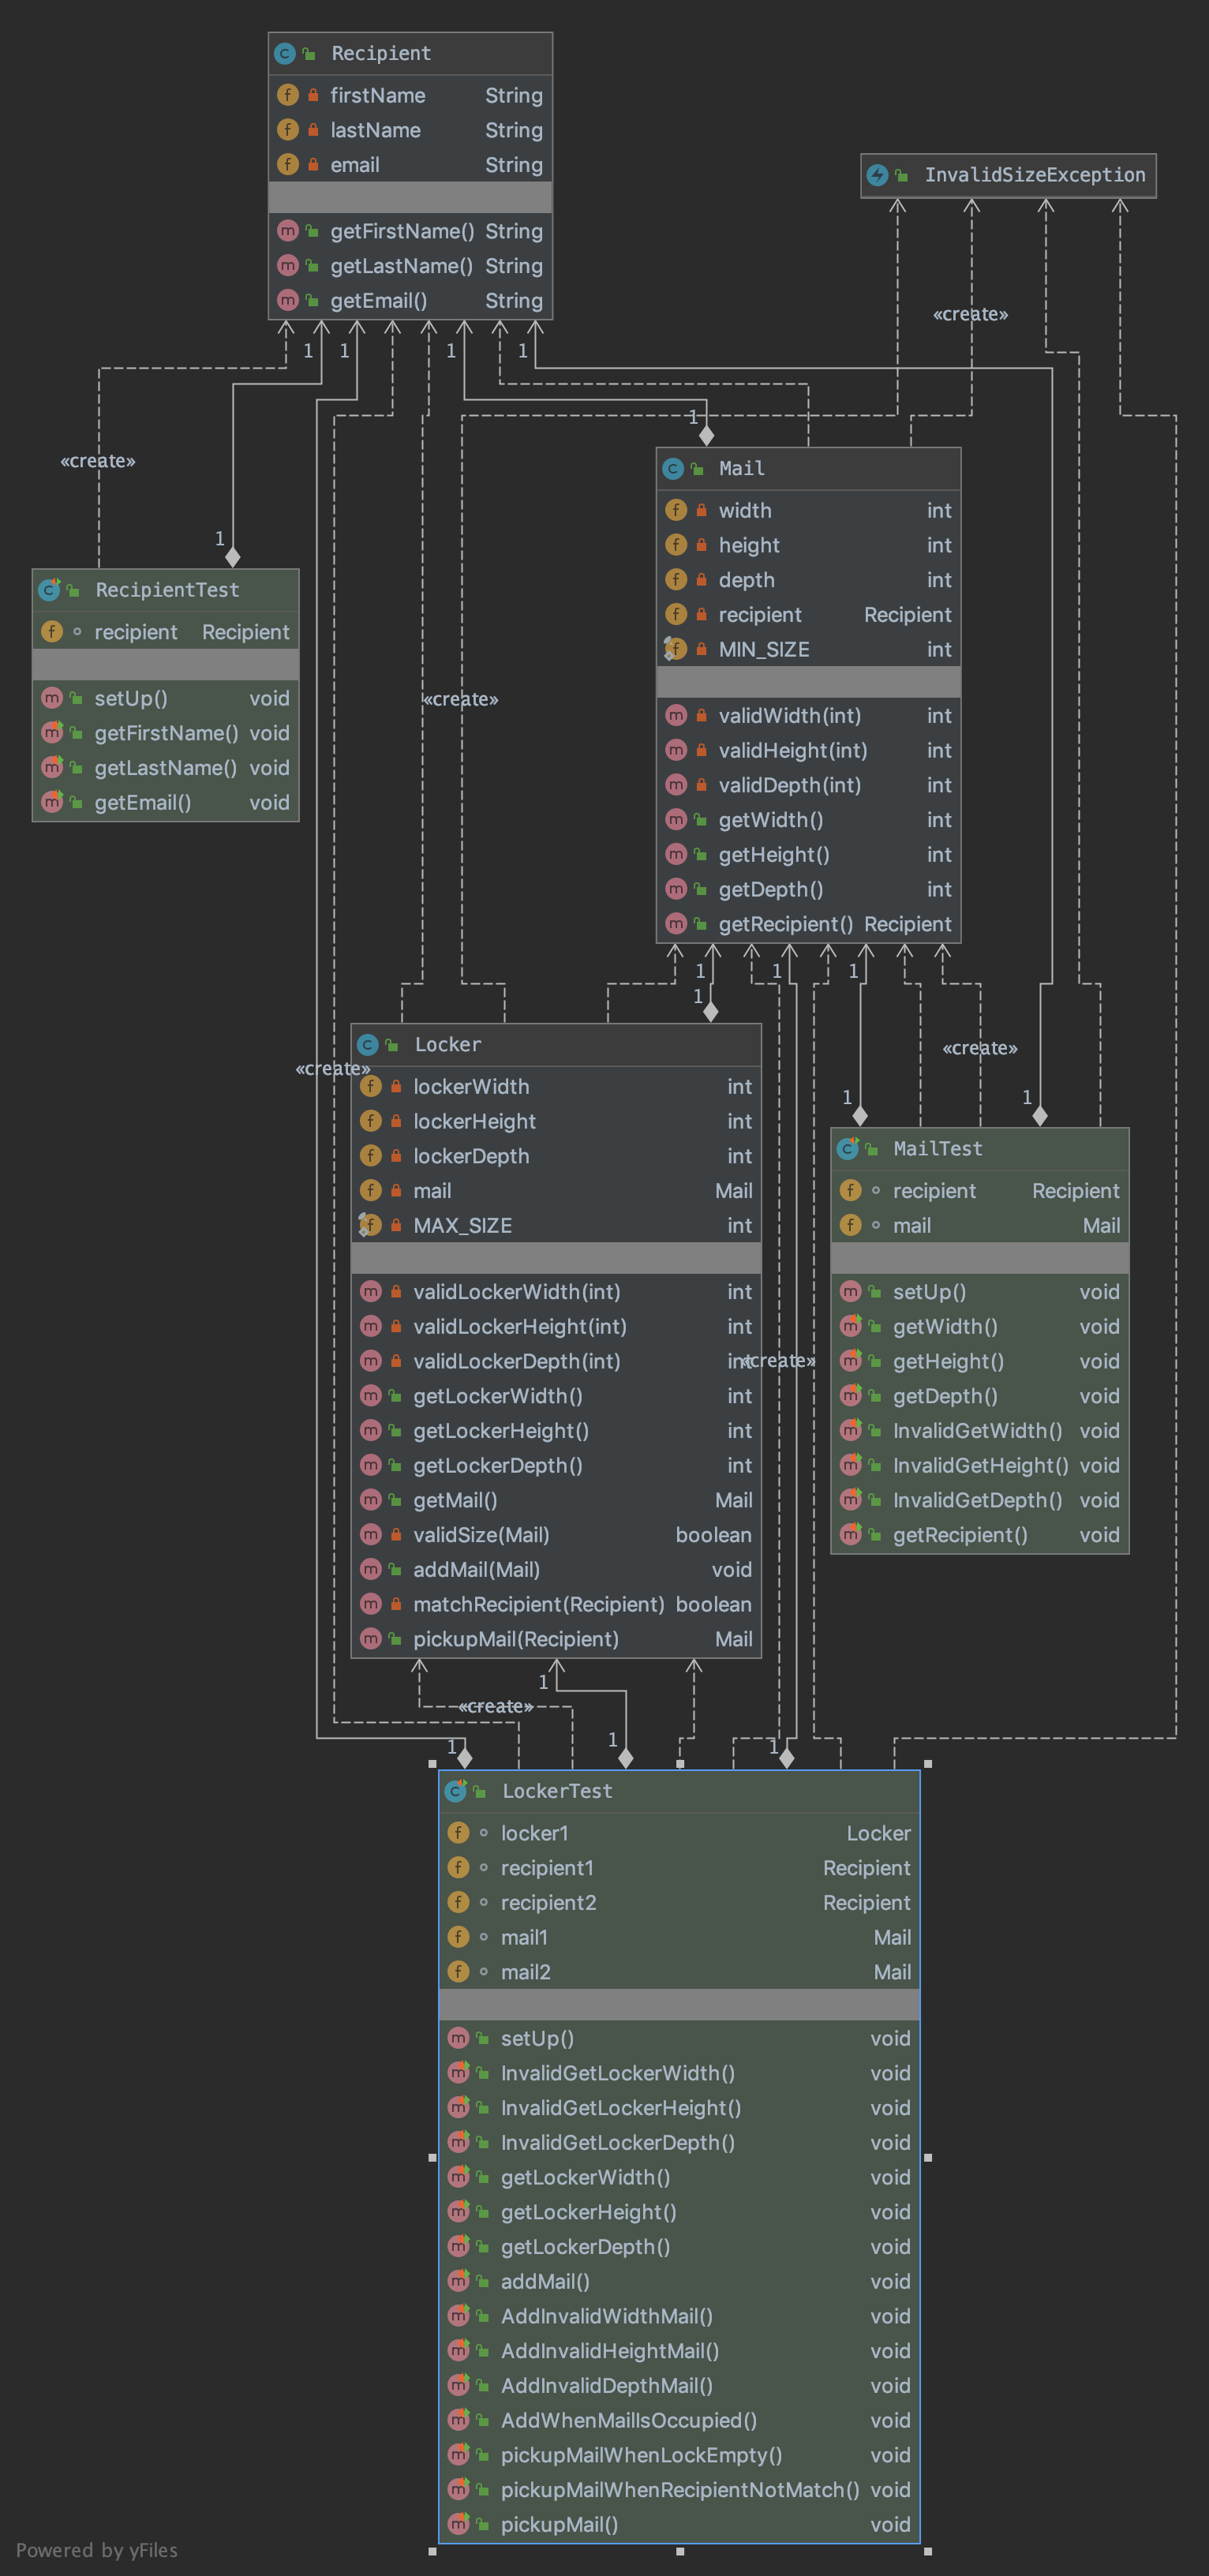 Recipient
firstName String
lastName String
email String
getFirstName() String
getLastName() String
getEmail() String
InvalidSizeException
«create»
1 1 1 1
1
«create»
Mail
width int
height int
depth int
recipient Recipient
MIN_SIZE int
validWidth(int) int
validHeight(int) int
validDepth(int) int
getWidth() int
getHeight() int
getDepth() int
getRecipient() Recipient
1
RecipientTest
recipient Recipient
setUp() void
getFirstName() void
getLastName() void
getEmail() void
«create»
1 1 1
1
«create»
«create»
Locker
lockerWidth int
lockerHeight int
lockerDepth int
mail Mail
MAX_SIZE int
validLockerWidth(int) int
validLockerHeight(int) int
validLockerDepth(int) int
getLockerWidth() int
getLockerHeight() int
getLockerDepth() int
getMail() Mail
validSize(Mail) boolean
addMail(Mail) void
matchRecipient(Recipient) boolean
pickupMail(Recipient) Mail
1 1
MailTest
recipient Recipient
mail Mail
setUp() void
getWidth() void
getHeight() void
getDepth() void
InvalidGetWidth() void
InvalidGetHeight() void
InvalidGetDepth() void
getRecipient() void
«create»
1
«create»
1 1 1
LockerTest
locker1 Locker
recipient1 Recipient
recipient2 Recipient
mail1 Mail
mail2 Mail
setUp() void
InvalidGetLockerWidth() void
InvalidGetLockerHeight() void
InvalidGetLockerDepth() void
getLockerWidth() void
getLockerHeight() void
getLockerDepth() void
addMail() void
AddInvalidWidthMail() void
AddInvalidHeightMail() void
AddInvalidDepthMail() void
AddWhenMailIsOccupied() void
pickupMailWhenLockEmpty() void
pickupMailWhenRecipientNotMatch() void
pickupMail() void
Powered by yFiles